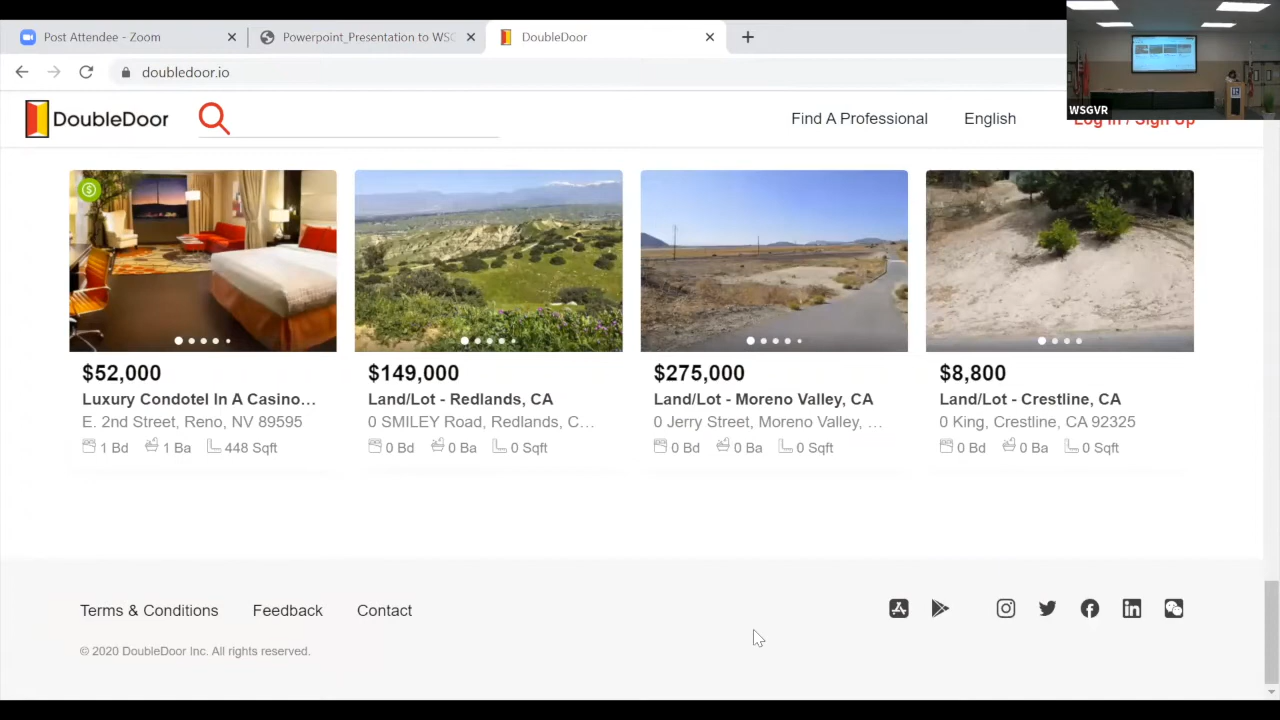 Post Attendee - Zoom
Powerpoint_Presentation to WSG
DoubleDoor
doubledoor.io
WSGVR
DoubleDoor
Find A Professional
English
Log In / Sign Up
$52,000
Luxury Condotel In A Casino...
E. 2nd Street, Reno, NV 89595
1 Bd 1 Ba 448 Sqft
$149,000
Land/Lot - Redlands, CA
0 SMILEY Road, Redlands, C...
0 Bd 0 Ba 0 Sqft
$275,000
Land/Lot - Moreno Valley, CA
0 Jerry Street, Moreno Valley, ...
0 Bd 0 Ba 0 Sqft
$8,800
Land/Lot - Crestline, CA
0 King, Crestline, CA 92325
0 Bd 0 Ba 0 Sqft
Terms & Conditions
Feedback
Contact
© 2020 DoubleDoor Inc. All rights reserved.